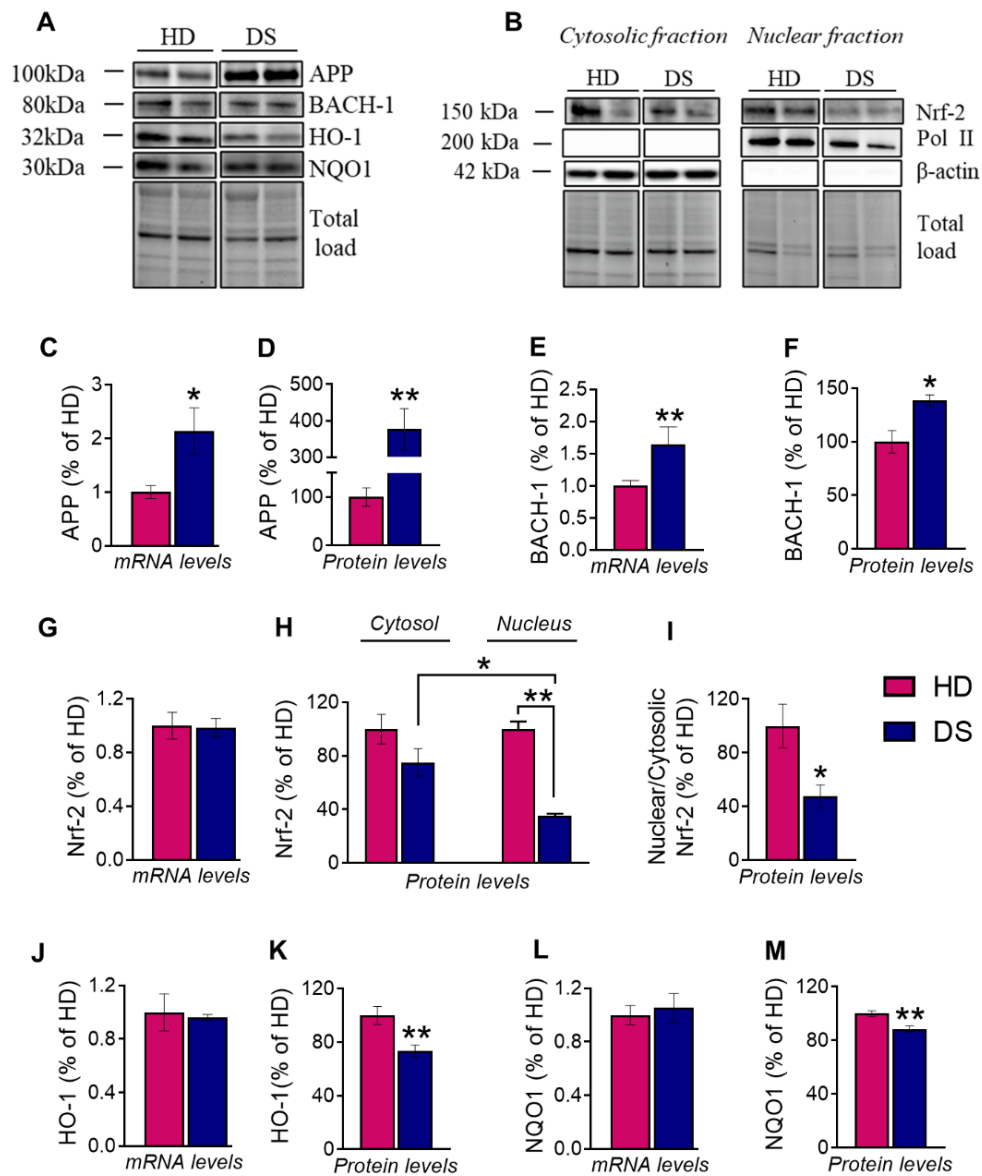 A
HD DS
100kDa APP
80kDa BACH-1
32kDa HO-1
30kDa NQO1
Total
load
B
Cytosolic fraction Nuclear fraction
HD DS HD DS
150 kDa Nrf-2
200 kDa Pol II
42 kDa β-actin
Total
load
C
APP (% of HD)
3
2
1
0
*
mRNA levels
D
APP (% of HD)
500
400
300
100
0
**
Protein levels
E
BACH-1 (% of HD)
2.5
2.0
1.5
1.0
0.5
0.0
**
mRNA levels
F
BACH-1 (% of HD)
150
100
50
0
*
Protein levels
G
Nrf-2 (% of HD)
1.2
0.8
0.4
0.0
mRNA levels
H
Cytosol Nucleus
Nrf-2 (% of HD)
120
80
40
0
*
**
Protein levels
I
Nuclear/Cytosolic
Nrf-2 (% of HD)
120
80
40
0
*
Protein levels
HD
DS
J
HO-1 (% of HD)
1.2
0.8
0.4
0.0
mRNA levels
K
HO-1(% of HD)
120
80
40
0
**
Protein levels
L
NQO1 (% of HD)
1.2
0.8
0.4
0.0
mRNA levels
M
NQO1 (% of HD)
120
80
40
0
**
Protein levels